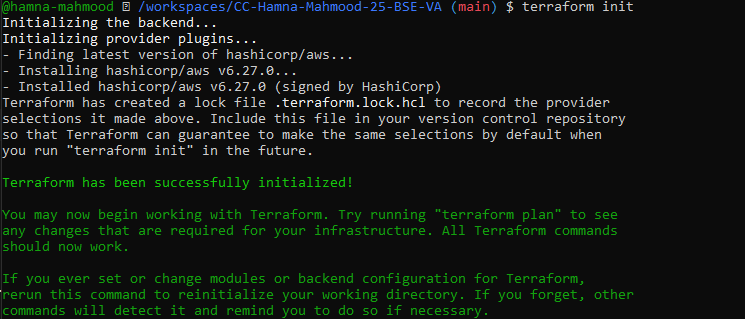 @hamna-mahmood /workspaces/CC-Hamna-Mahmood-25-BSE-VA (main) $ terraform init
Initializing the backend...
Initializing provider plugins...
- Finding latest version of hashicorp/aws...
- Installing hashicorp/aws v6.27.0...
- Installed hashicorp/aws v6.27.0 (signed by HashiCorp)
Terraform has created a lock file .terraform.lock.hcl to record the provider
selections it made above. Include this file in your version control repository
so that Terraform can guarantee to make the same selections by default when
you run "terraform init" in the future.
Terraform has been successfully initialized!
You may now begin working with Terraform. Try running "terraform plan" to see
any changes that are required for your infrastructure. All Terraform commands
should now work.
If you ever set or change modules or backend configuration for Terraform,
rerun this command to reinitialize your working directory. If you forget, other
commands will detect it and remind you to do so if necessary.